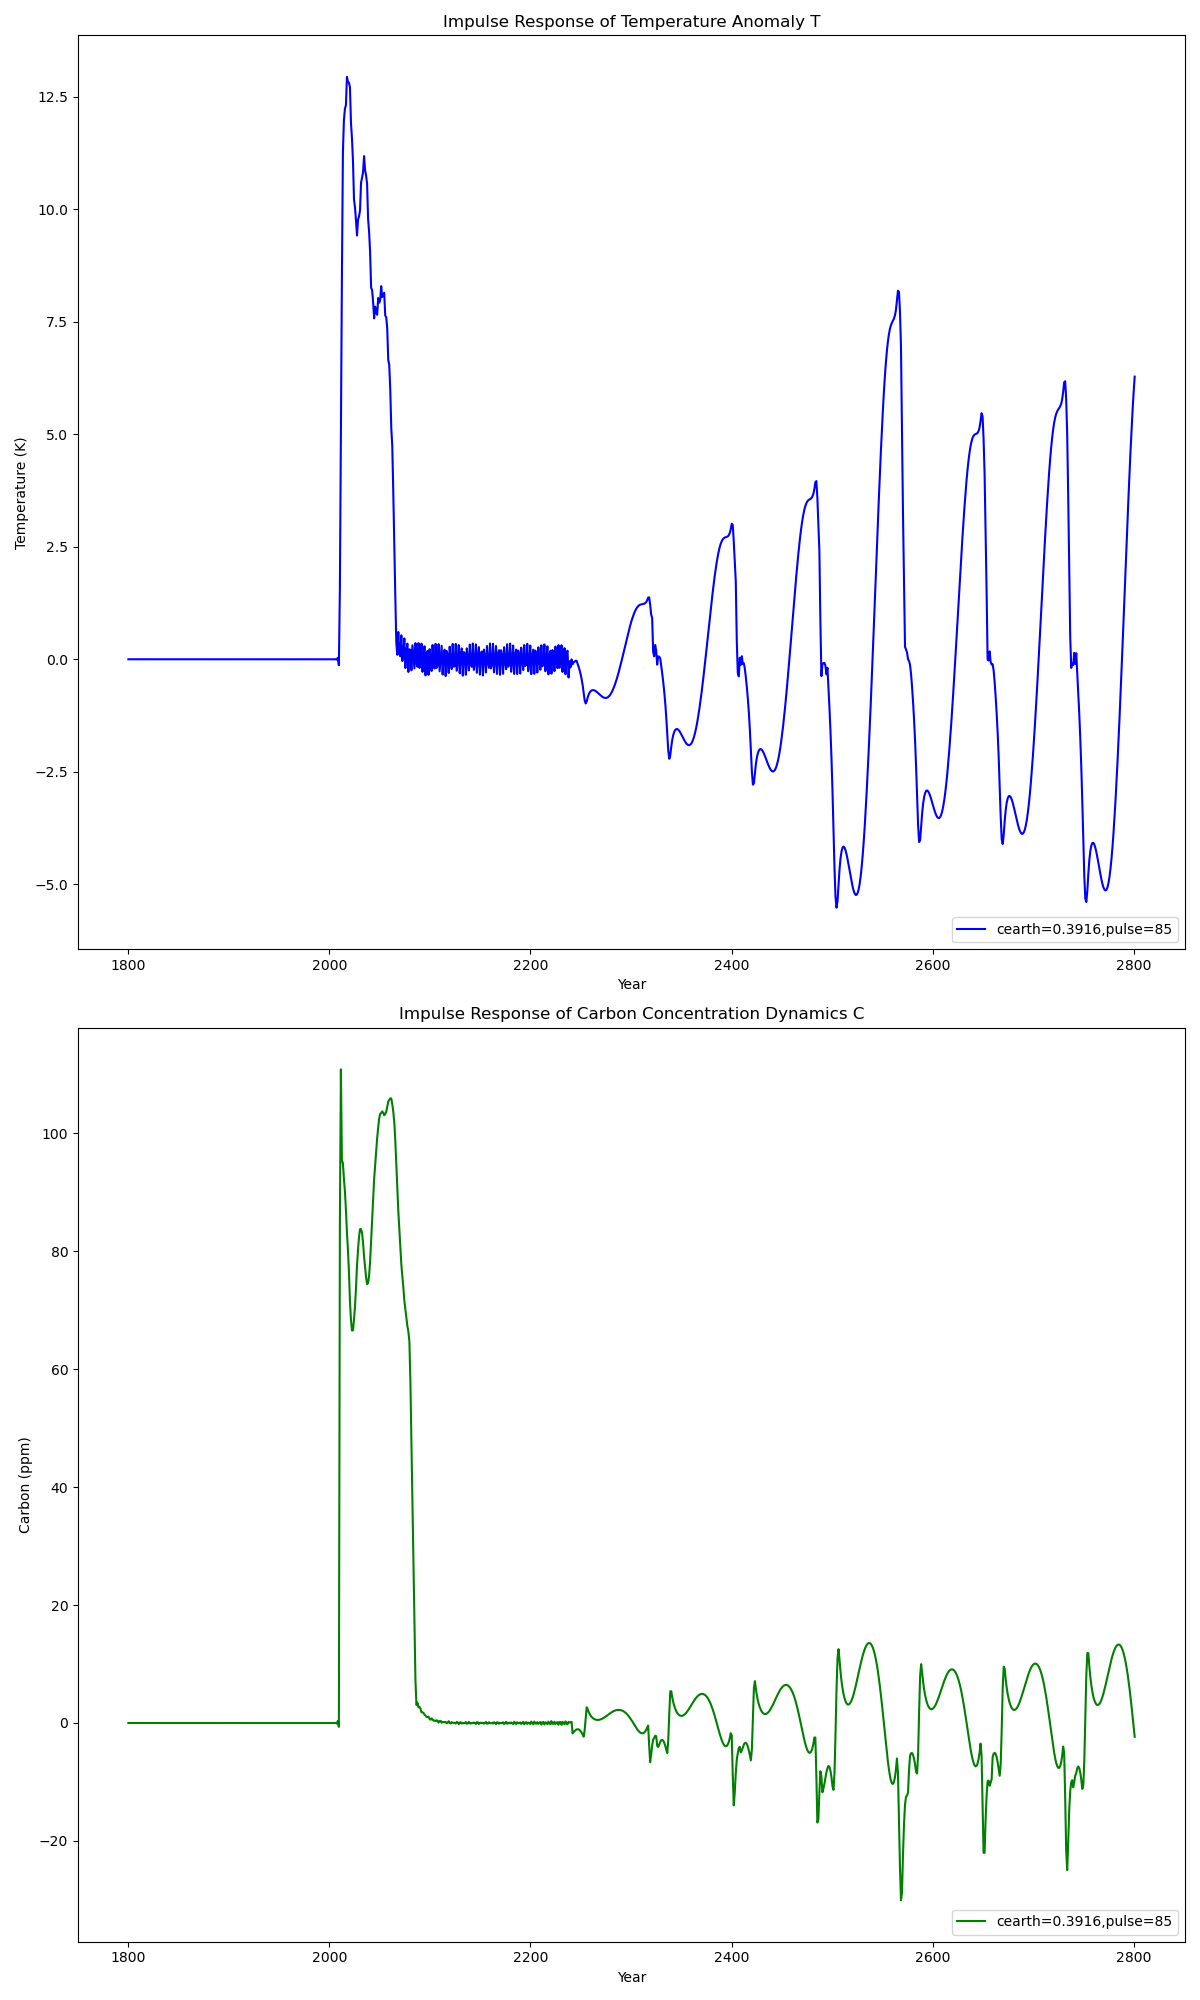 Impulse Response of Temperature Anomaly T
12.5
10.0
7.5
5.0
2.5
0.0
−2.5
−5.0
Temperature (K)
cearth=0.3916,pulse=85
1800 2000 2200 2400 2600 2800
Year
Impulse Response of Carbon Concentration Dynamics C
100
80
60
40
20
0
−20
Carbon (ppm)
cearth=0.3916,pulse=85
1800 2000 2200 2400 2600 2800
Year